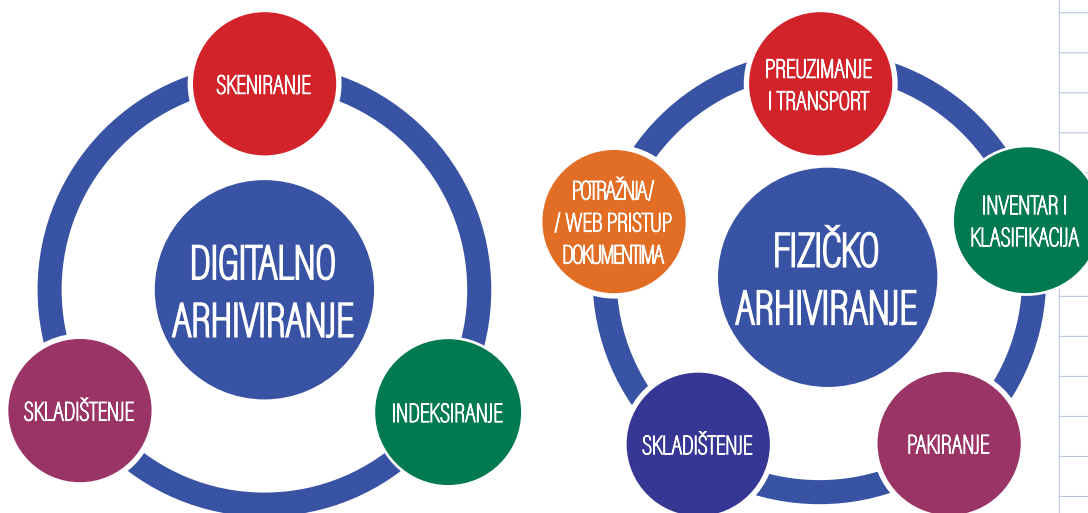 SKENIRANJE
DIGITALNO
ARHIVIRANJE
SKLADIŠTENJE
INDEKSIRANJE
PREUZIMANJE
I TRANSPORT
POTRAŽNJA/
/ WEB PRISTUP
DOKUMENTIMA
FIZIČKO
ARHIVIRANJE
INVENTAR I
KLASIFIKACIJA
SKLADIŠTENJE
PAKIRANJE